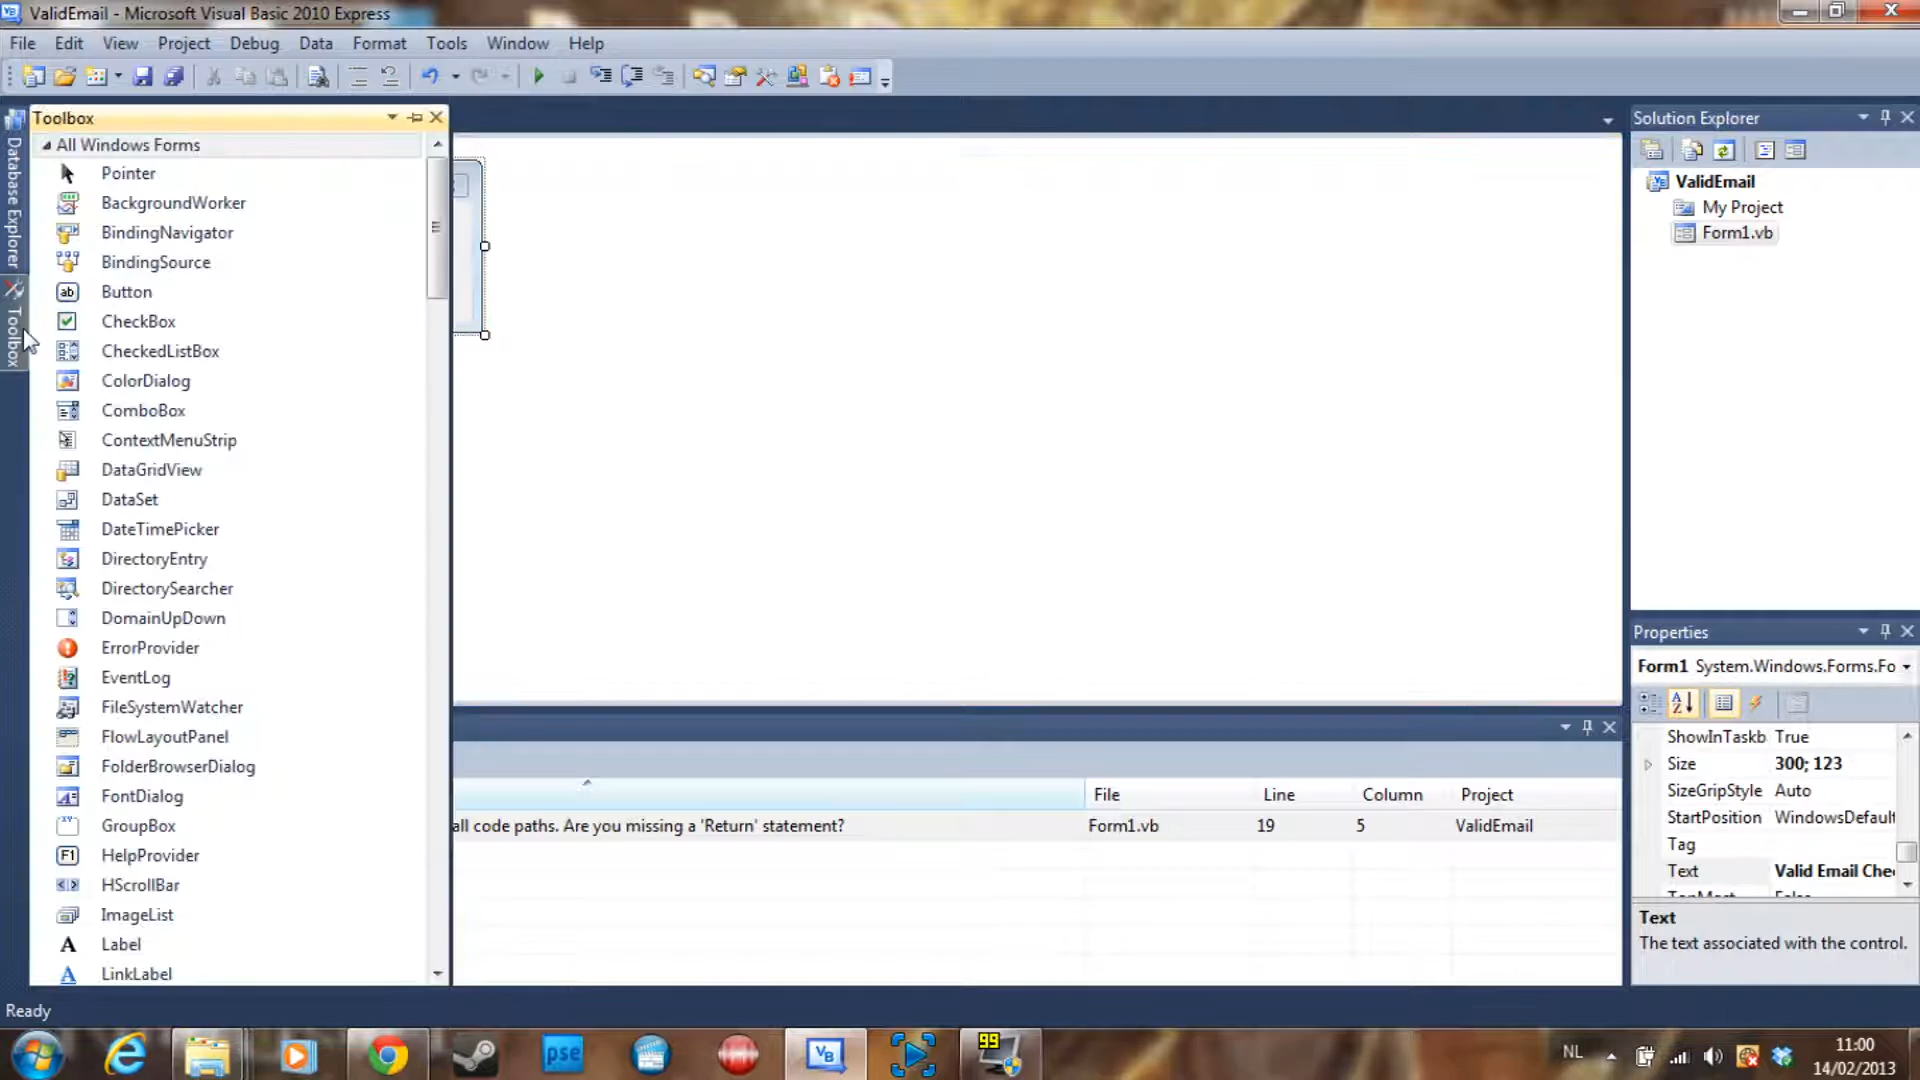 ValidEmail - Microsoft Visual Basic 2010 Express
File Edit View Project Debug Data Format Tools Window Help
Database Explorer
Toolbox
Toolbox
All Windows Forms
Pointer
BackgroundWorker
BindingNavigator
BindingSource
Button
CheckBox
CheckedListBox
ColorDialog
ComboBox
ContextMenuStrip
DataGridView
DataSet
DateTimePicker
DirectoryEntry
DirectorySearcher
DomainUpDown
ErrorProvider
EventLog
FileSystemWatcher
FlowLayoutPanel
FolderBrowserDialog
FontDialog
GroupBox
HelpProvider
HScrollBar
ImageList
Label
LinkLabel
File Line Column Project
all code paths. Are you missing a 'Return' statement? Form1.vb 19 5 ValidEmail
Solution Explorer
ValidEmail
My Project
Form1.vb
Properties
Form1 System.Windows.Forms.Fo
ShowInTaskb True
Size 300; 123
SizeGripStyle Auto
StartPosition WindowsDefault
Tag
Text Valid Email Che
Text
The text associated with the control.
Ready
pse
VB
99
NL
11:00
14/02/2013